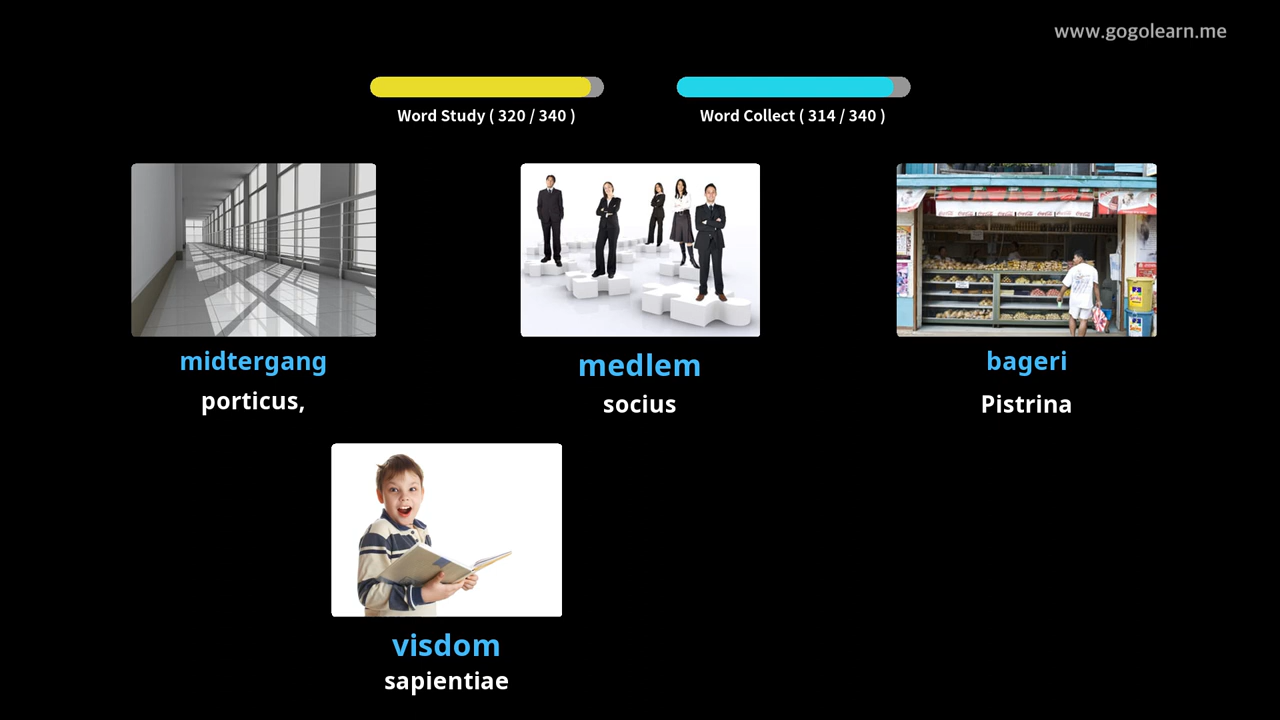 www.gogolearn.me
Word Study ( 320 / 340 )
Word Collect ( 314 / 340 )
midtergang
porticus,
medlem
socius
bageri
Pistrina
visdom
sapientiae